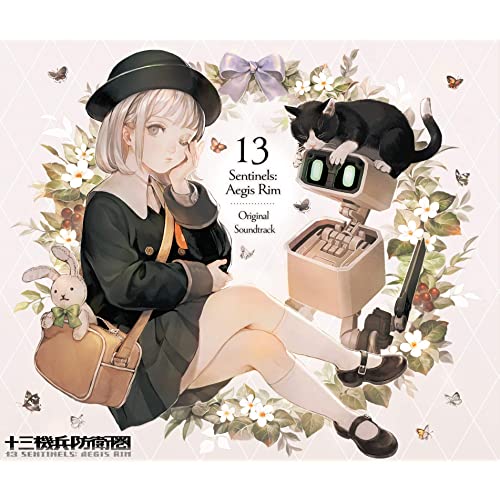 13
Sentinels:
Aegis Rim
Original
Soundtrack
十三機兵防衛圏
13 SENTINELS: AEGIS RIM